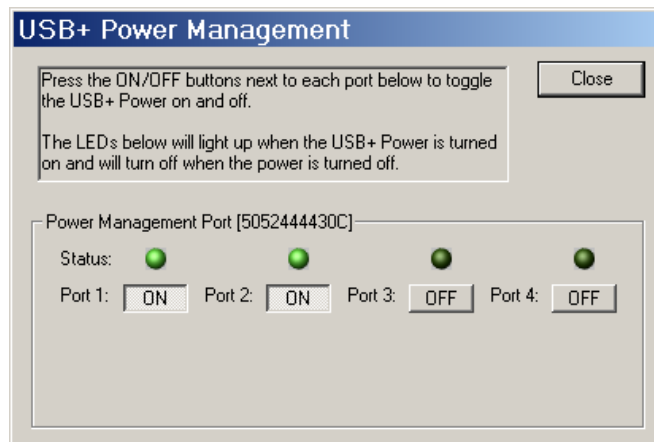 USB+ Power Management
Press the ON/OFF buttons next to each port below to toggle
the USB+ Power on and off.
The LEDs below will light up when the USB+ Power is turned
on and will turn off when the power is turned off.
Close
Power Management Port [5052444430C]
Status:
Port 1: ON Port 2: ON Port 3: OFF Port 4: OFF